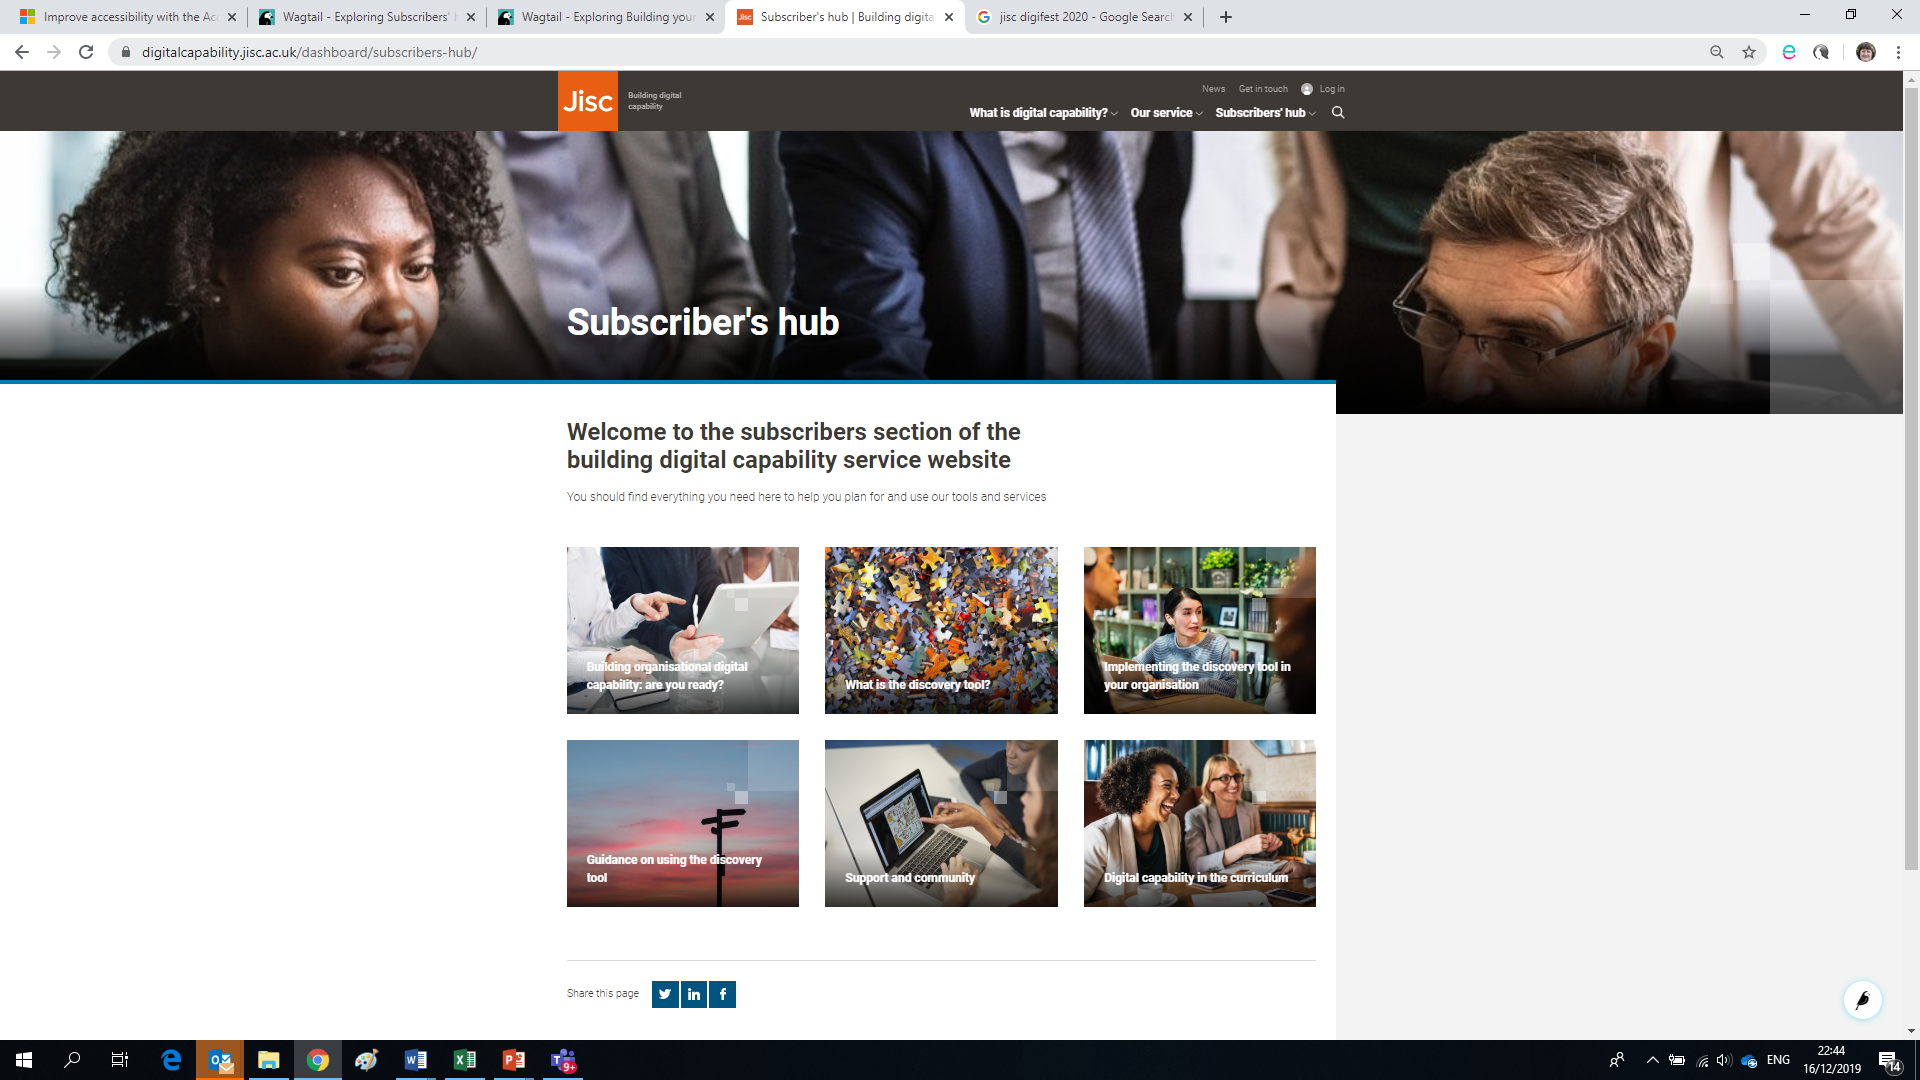 Improve accessibility with the Acc
Wagtail - Exploring Subscribers' h
Wagtail - Exploring Building your
Subscriber's hub | Building digita
jisc digifest 2020 - Google Search
digitalcapability.jisc.ac.uk/dashboard/subscribers-hub/
Jisc
Building digital
capability
News Get in touch Log in
What is digital capability? Our service Subscribers' hub
Subscriber's hub
Welcome to the subscribers section of the
building digital capability service website
You should find everything you need here to help you plan for and use our tools and services
Building organisational digital
capability: are you ready?
What is the discovery tool?
Implementing the discovery tool in
your organisation
Guidance on using the discovery
tool
Support and community
Digital capability in the curriculum
Share this page
9+
ENG
22:44
16/12/2019
14